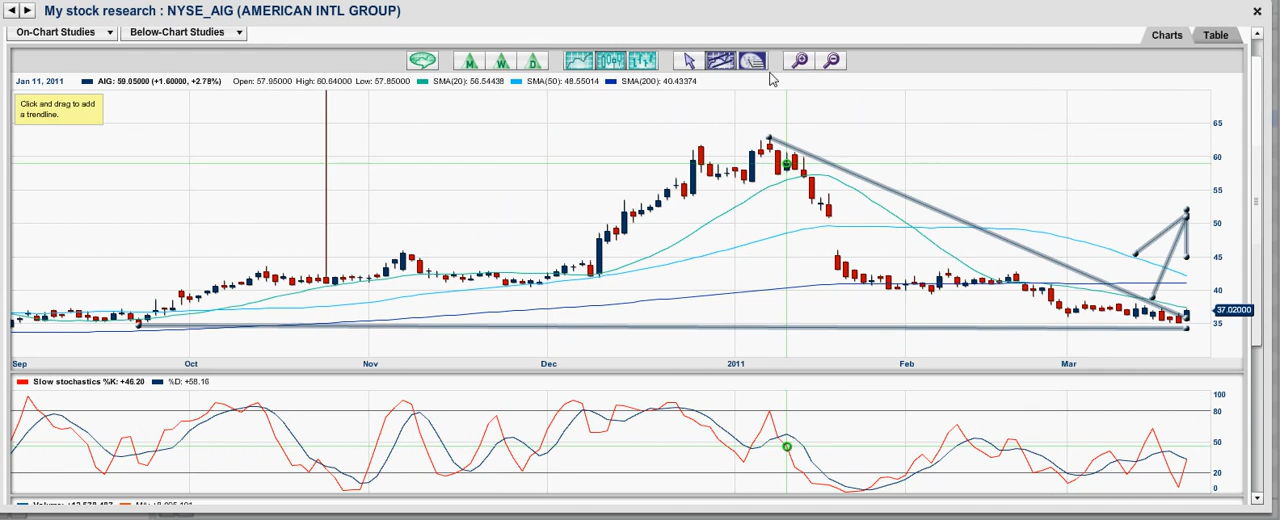 My stock research : NYSE_AIG (AMERICAN INTL GROUP)
On-Chart Studies Below-Chart Studies Charts Table
M W D
Jan 11, 2011 AIG: 59.05000 (+1.60000, +2.78%) Open: 57.95000 High: 60.64000 Low: 57.85000 SMA(20): 56.54438 SMA(50): 48.55014 SMA(200): 40.43374
Click and drag to add
a trendline.
65
60
55
50
45
40
37.02000
35
Sep Oct Nov Dec 2011 Feb Mar
Slow stochastics %K: +46.20 %D: +58.16
100
80
50
20
0